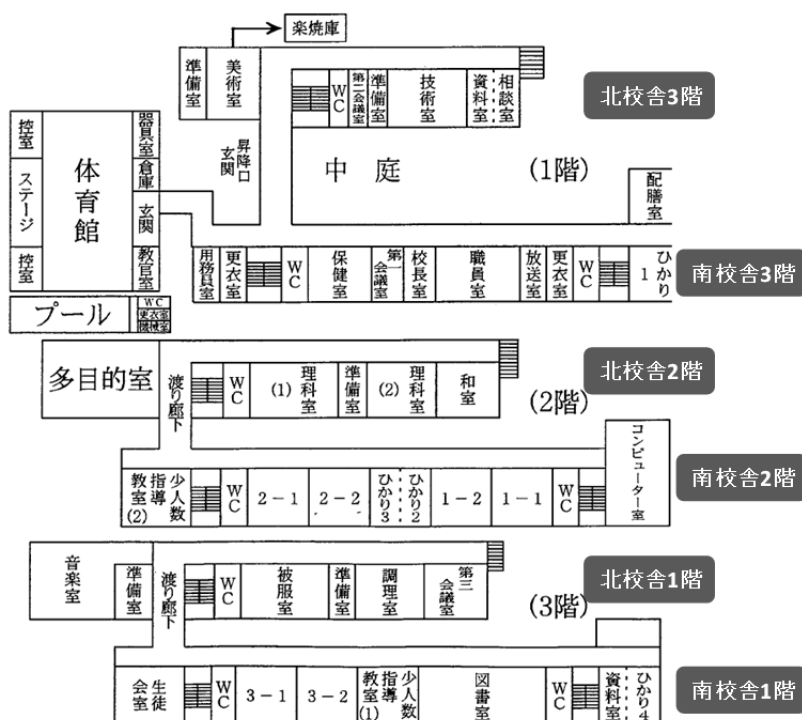 楽焼庫
準備室
美術室
WC
第二会議室
準備室
技術室
資料室
相談室
北校舎3階
控室
ステージ
控室
体育館
器具室
倉庫
玄関
教官室
昇降口
玄関
中庭
(1階)
配膳室
用務員室
更衣室
WC
保健室
第一会議室
校長室
職員室
放送室
更衣室
WC
ひかり1
南校舎3階
プール
WC
更衣室
機械室
多目的室
渡り廊下
WC
理科室(1)
準備室
理科室(2)
和室
(2階)
北校舎2階
少人数指導教室(2)
WC
2-1
2-2
ひかり3
ひかり2
1-2
1-1
WC
コンピューター室
南校舎2階
音楽室
準備室
渡り廊下
WC
被服室
準備室
調理室
第三会議室
(3階)
北校舎1階
生徒会室
WC
3-1
3-2
少人数指導教室(1)
図書室
WC
資料室
ひかり4
南校舎1階